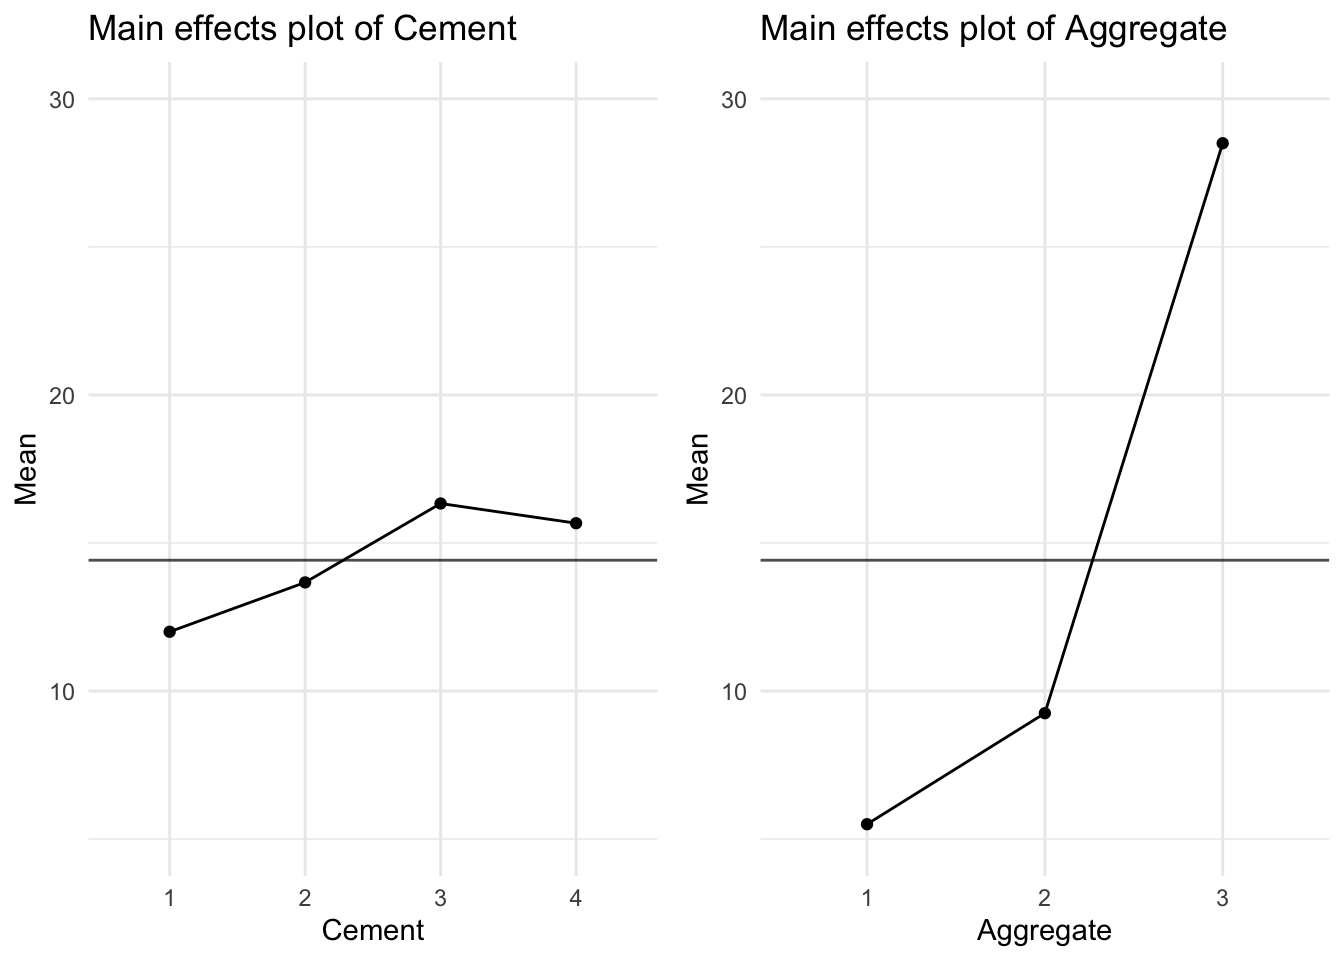 Main effects plot of Cement
30
20
10
Mean
1 2 3 4
Cement
Main effects plot of Aggregate
30
20
10
Mean
1 2 3
Aggregate